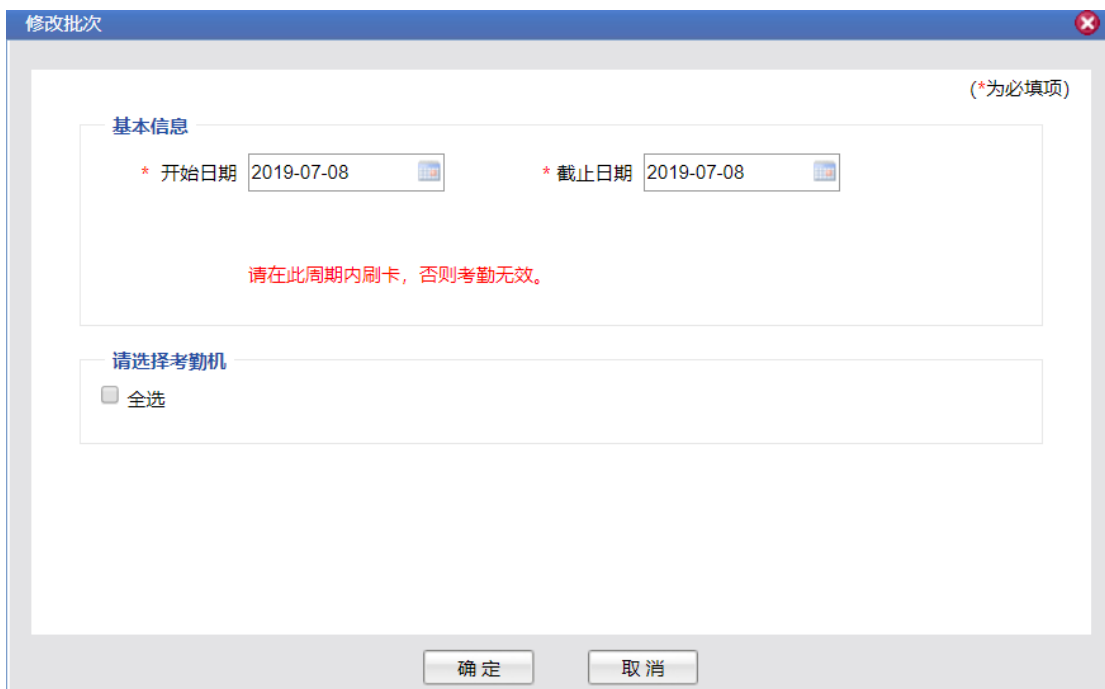 修改批次
(*为必填项)
基本信息
* 开始日期 2019-07-08 * 截止日期 2019-07-08
请在此周期内刷卡，否则考勤无效。
请选择考勤机
全选
确 定 取 消